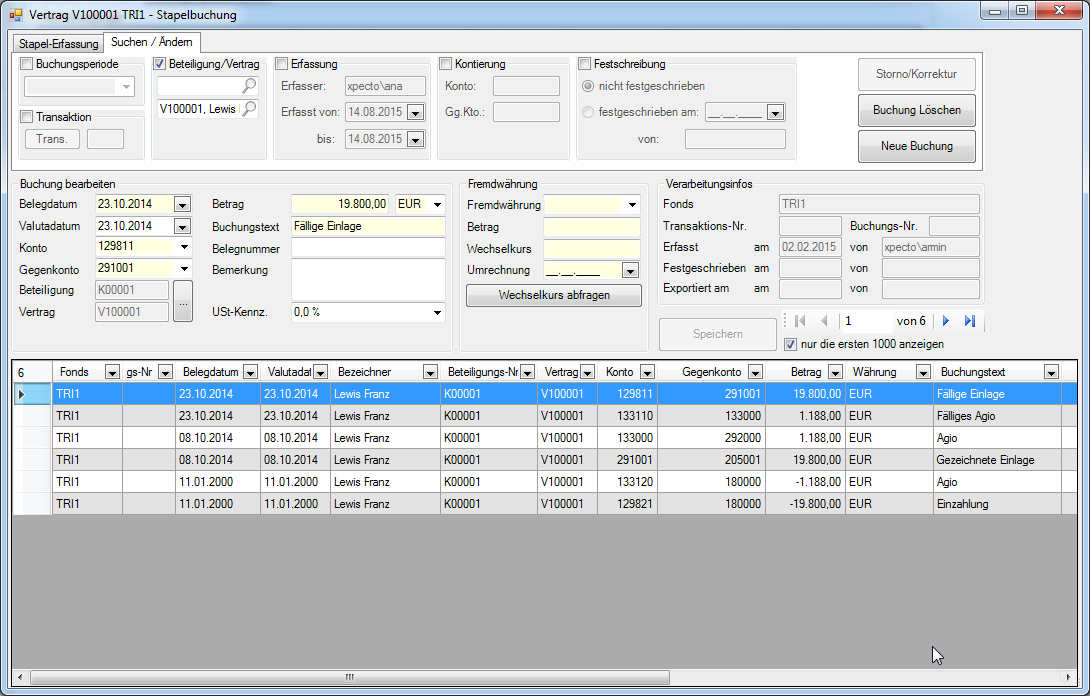 Vertrag V100001 TRI1 - Stapelbuchung
Stapel-Erfassung Suchen / Ändern
Buchungsperiode Beteiligung/Vertrag Erfassung Kontierung Festschreibung
Erfasser: xpecto\ana Konto: nicht festgeschrieben Storno/Korrektur
V100001, Lewis Erfasst von: 14.08.2015 Gg.Kto.: festgeschrieben am: __.__.____ Buchung Löschen
Transaktion
Trans. bis: 14.08.2015 von: Neue Buchung
Buchung bearbeiten Fremdwährung Verarbeitungsinfos
Belegdatum 23.10.2014 Betrag 19.800,00 EUR Fremdwährung Fonds TRI1
Valutadatum 23.10.2014 Buchungstext Fällige Einlage Betrag Transaktions-Nr. Buchungs-Nr.
Konto 129811 Belegnummer Wechselkurs Erfasst am 02.02.2015 von xpecto\armin
Gegenkonto 291001 Bemerkung Umrechnung __.__.____ Festgeschrieben am von
Beteiligung K00001 ... Wechselkurs abfragen Exportiert am am von
Vertrag V100001 USt-Kennz. 0,0 %
Speichern 1 von 6
nur die ersten 1000 anzeigen
6 Fonds gs-Nr Belegdatum Valutadat Bezeichner Beteiligungs-Nr Vertrag Konto Gegenkonto Betrag Währung Buchungstext
TRI1 23.10.2014 23.10.2014 Lewis Franz K00001 V100001 129811 291001 19.800,00 EUR Fällige Einlage
TRI1 23.10.2014 23.10.2014 Lewis Franz K00001 V100001 133110 133000 1.188,00 EUR Fälliges Agio
TRI1 08.10.2014 08.10.2014 Lewis Franz K00001 V100001 133000 292000 1.188,00 EUR Agio
TRI1 08.10.2014 08.10.2014 Lewis Franz K00001 V100001 291001 205001 19.800,00 EUR Gezeichnete Einlage
TRI1 11.01.2000 11.01.2000 Lewis Franz K00001 V100001 133120 180000 -1.188,00 EUR Agio
TRI1 11.01.2000 11.01.2000 Lewis Franz K00001 V100001 129821 180000 -19.800,00 EUR Einzahlung